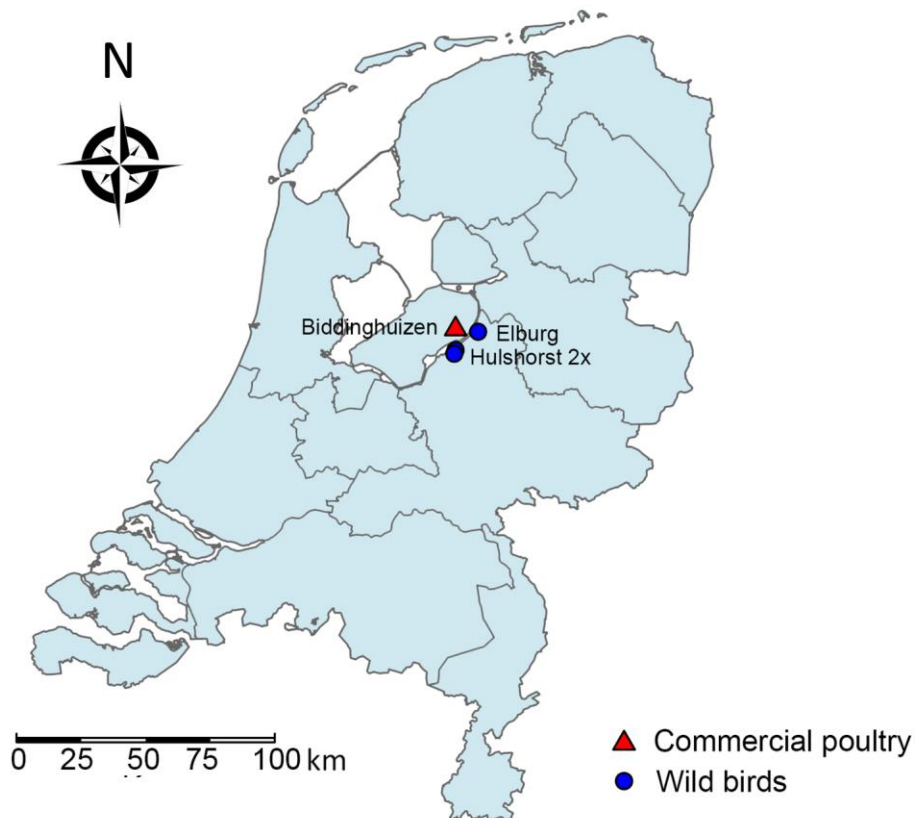 N
Biddinghuizen
Elburg
Hulshorst 2x
0 25 50 75 100 km
Commercial poultry
Wild birds